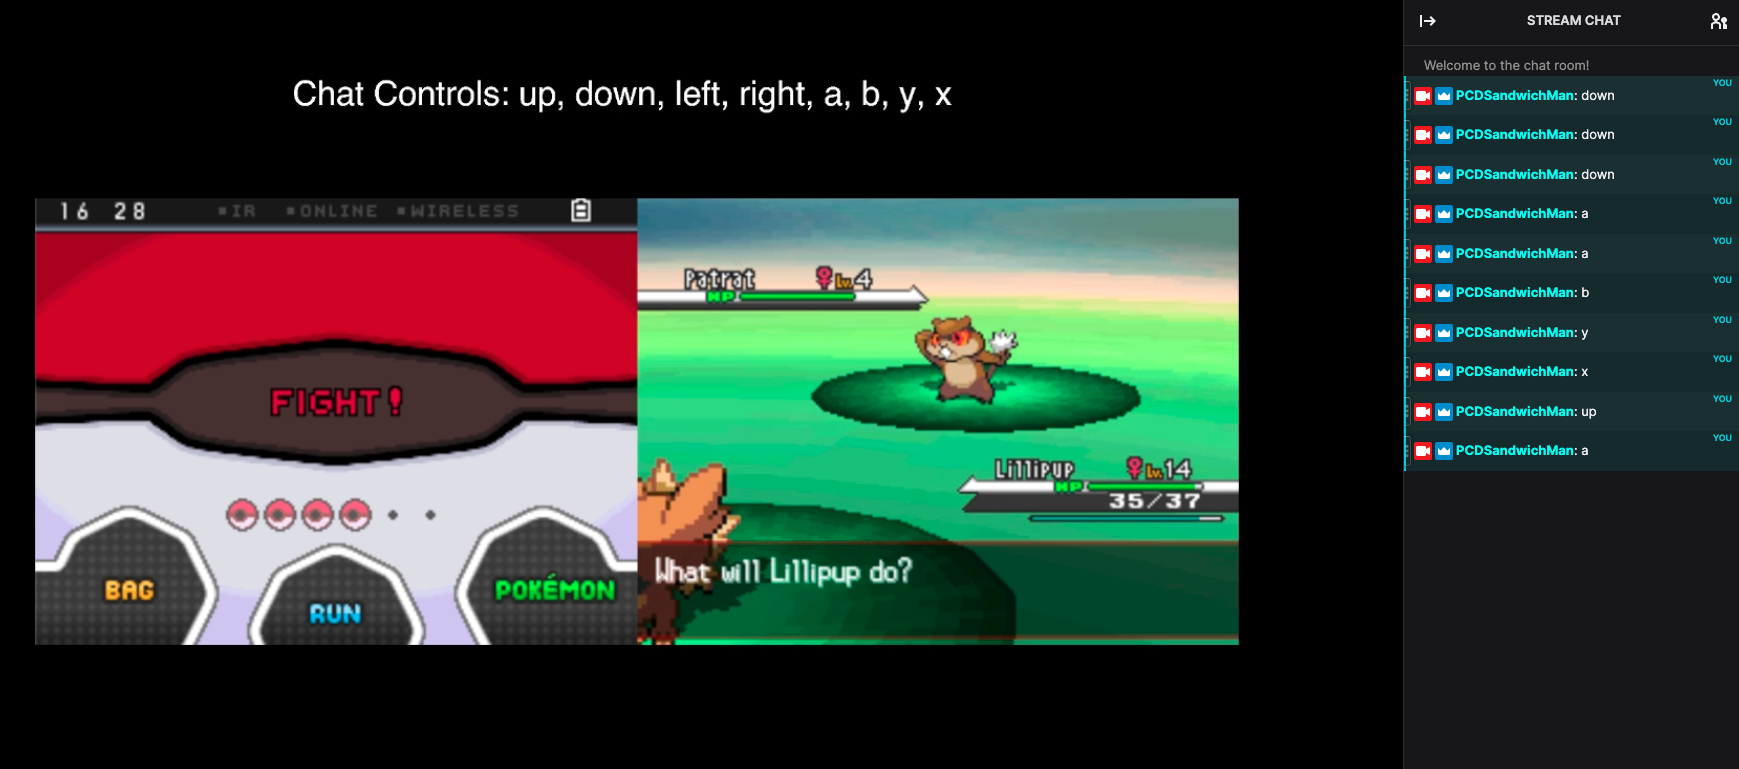 Chat Controls: up, down, left, right, a, b, y, x
16 28 IR ONLINE WIRELESS
FIGHT!
BAG
RUN
POKÉMON
Patrat ♀ Lv.4
HP
Lillipup ♀ Lv.14
HP
35/37
What will Lillipup do?
STREAM CHAT
Welcome to the chat room!
YOU
PCDSandwichMan: down
YOU
PCDSandwichMan: down
YOU
PCDSandwichMan: down
YOU
PCDSandwichMan: a
YOU
PCDSandwichMan: a
YOU
PCDSandwichMan: b
YOU
PCDSandwichMan: y
YOU
PCDSandwichMan: x
YOU
PCDSandwichMan: up
YOU
PCDSandwichMan: a